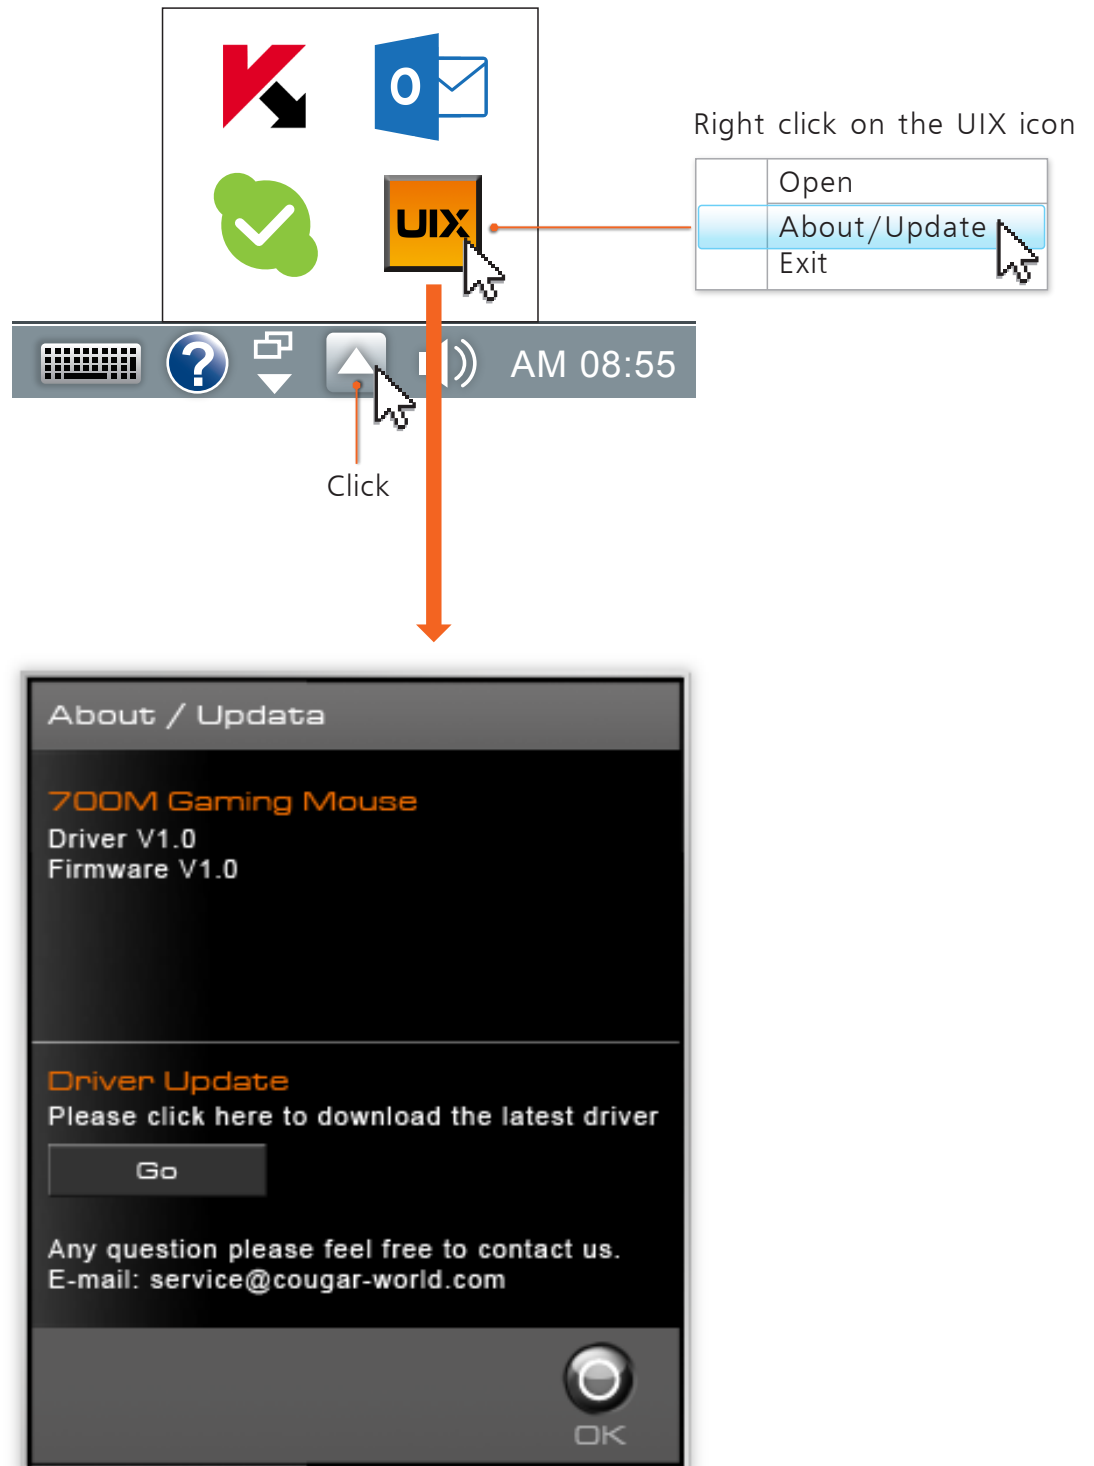 Right click on the UIX icon
Open
About/Update
Exit
O
UIX
?
AM 08:55
Click
About / Updata
700M Gaming Mouse
Driver V1.0
Firmware V1.0
Driver Update
Please click here to download the latest driver
Go
Any question please feel free to contact us.
E-mail: service@cougar-world.com
OK